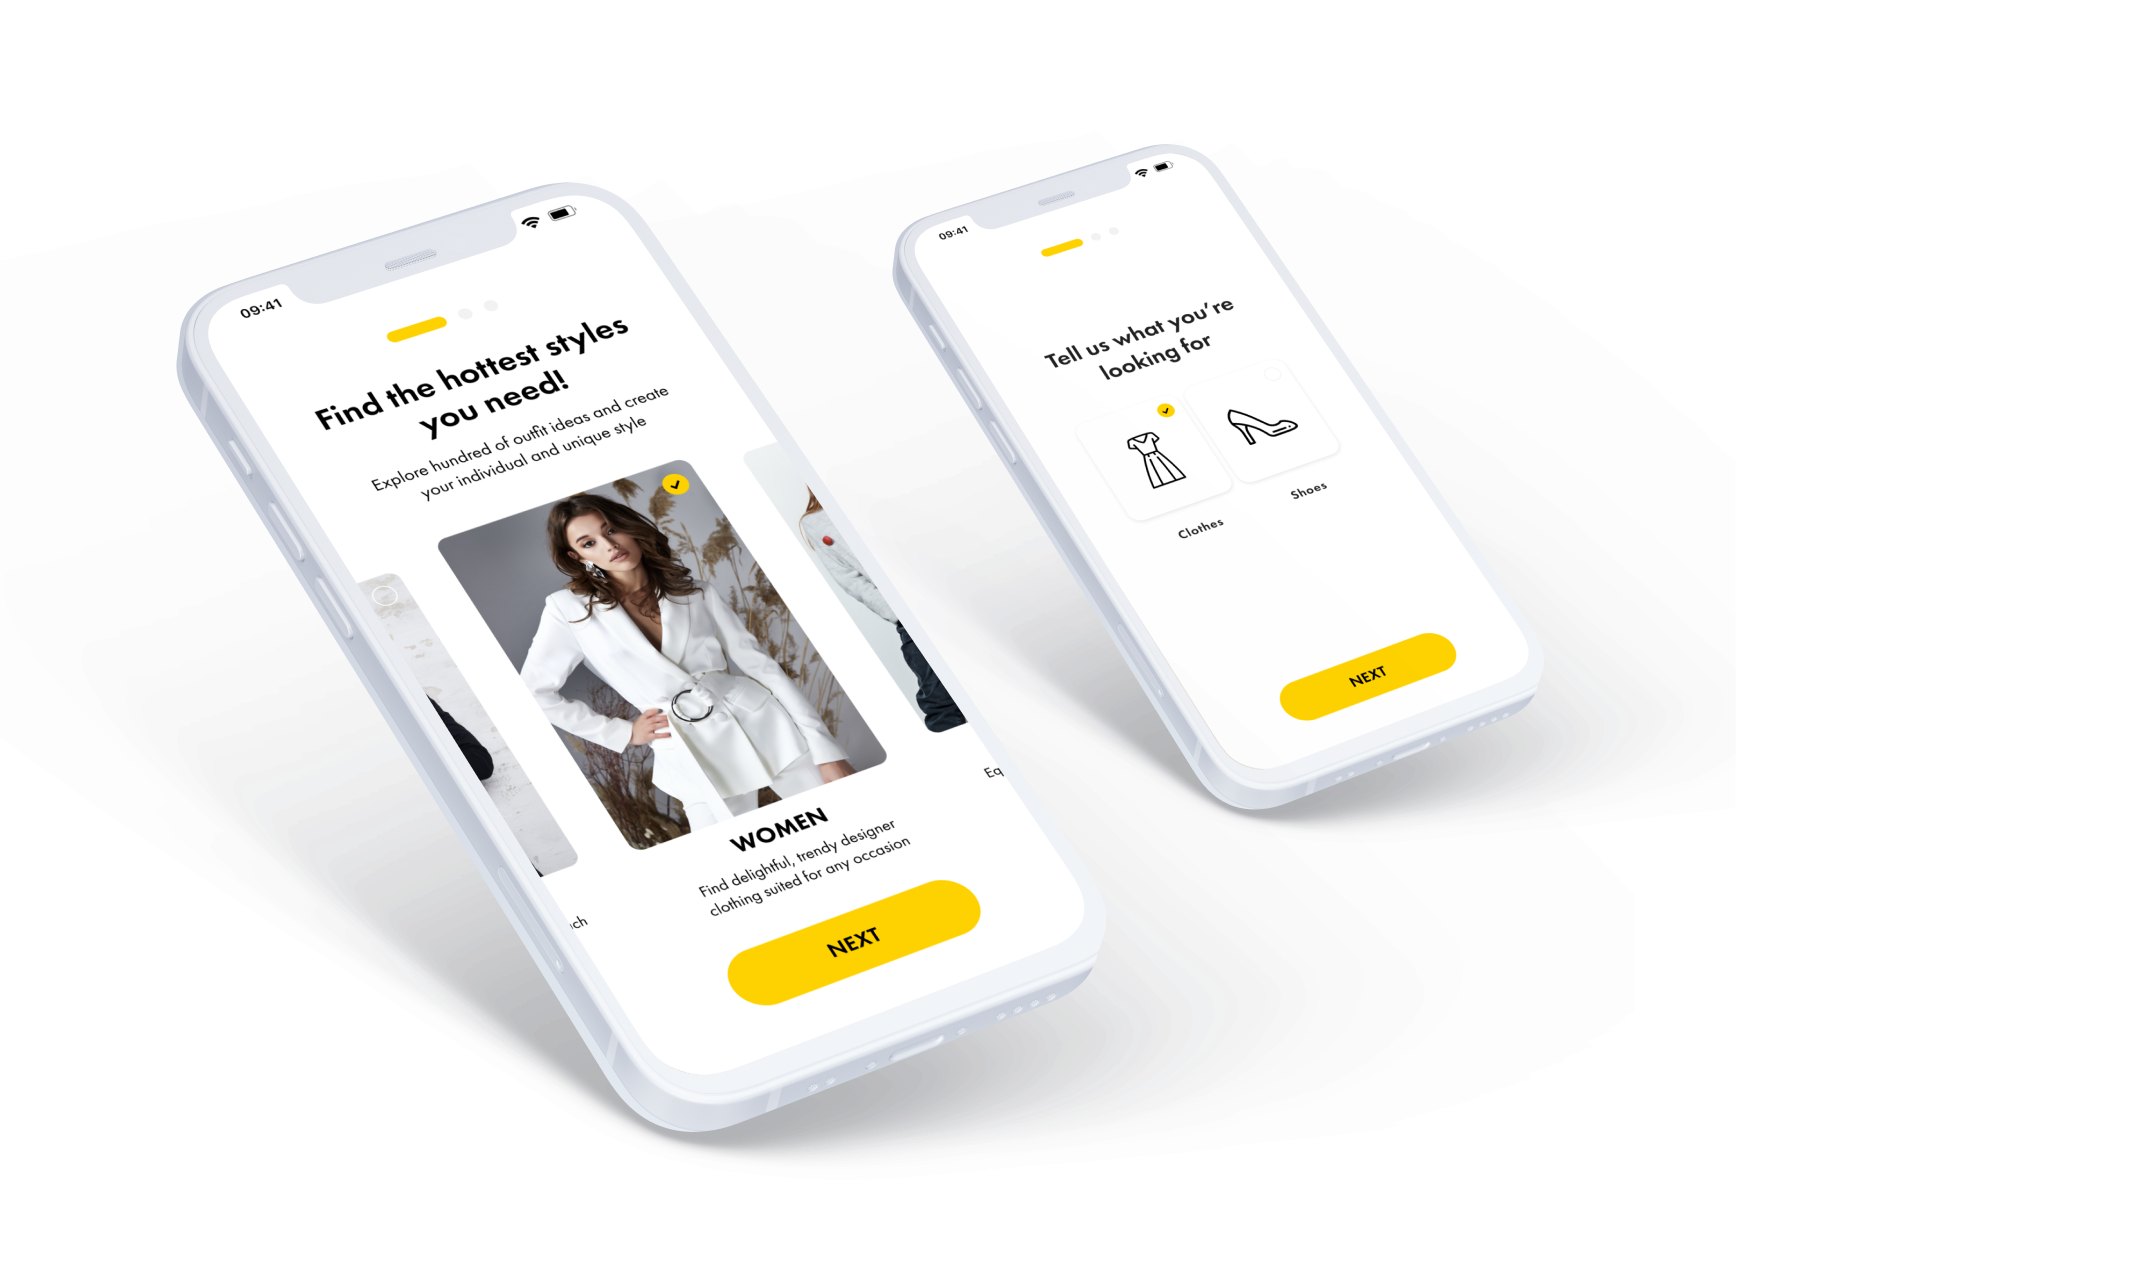 09:41
Find the hottest styles
you need!
Explore hundred of outfit ideas and create
your individual and unique style
WOMEN
Find delightful, trendy designer
clothing suited for any occasion
NEXT
09:41
Tell us what you're
looking for
Clothes
Shoes
NEXT